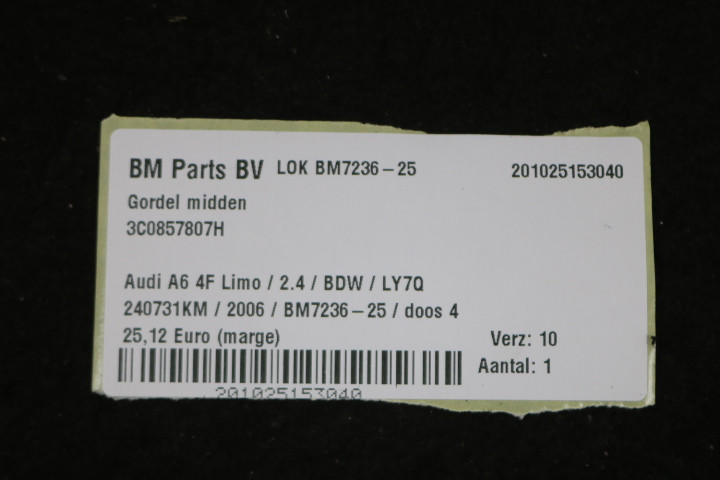 BM Parts BV LOK BM7236-25 201025153040
Gordel midden
3C0857807H
Audi A6 4F Limo / 2.4 / BDW / LY7Q
240731KM / 2006 / BM7236-25 / doos 4
25,12 Euro (marge) Verz: 10
Aantal: 1
201025153040